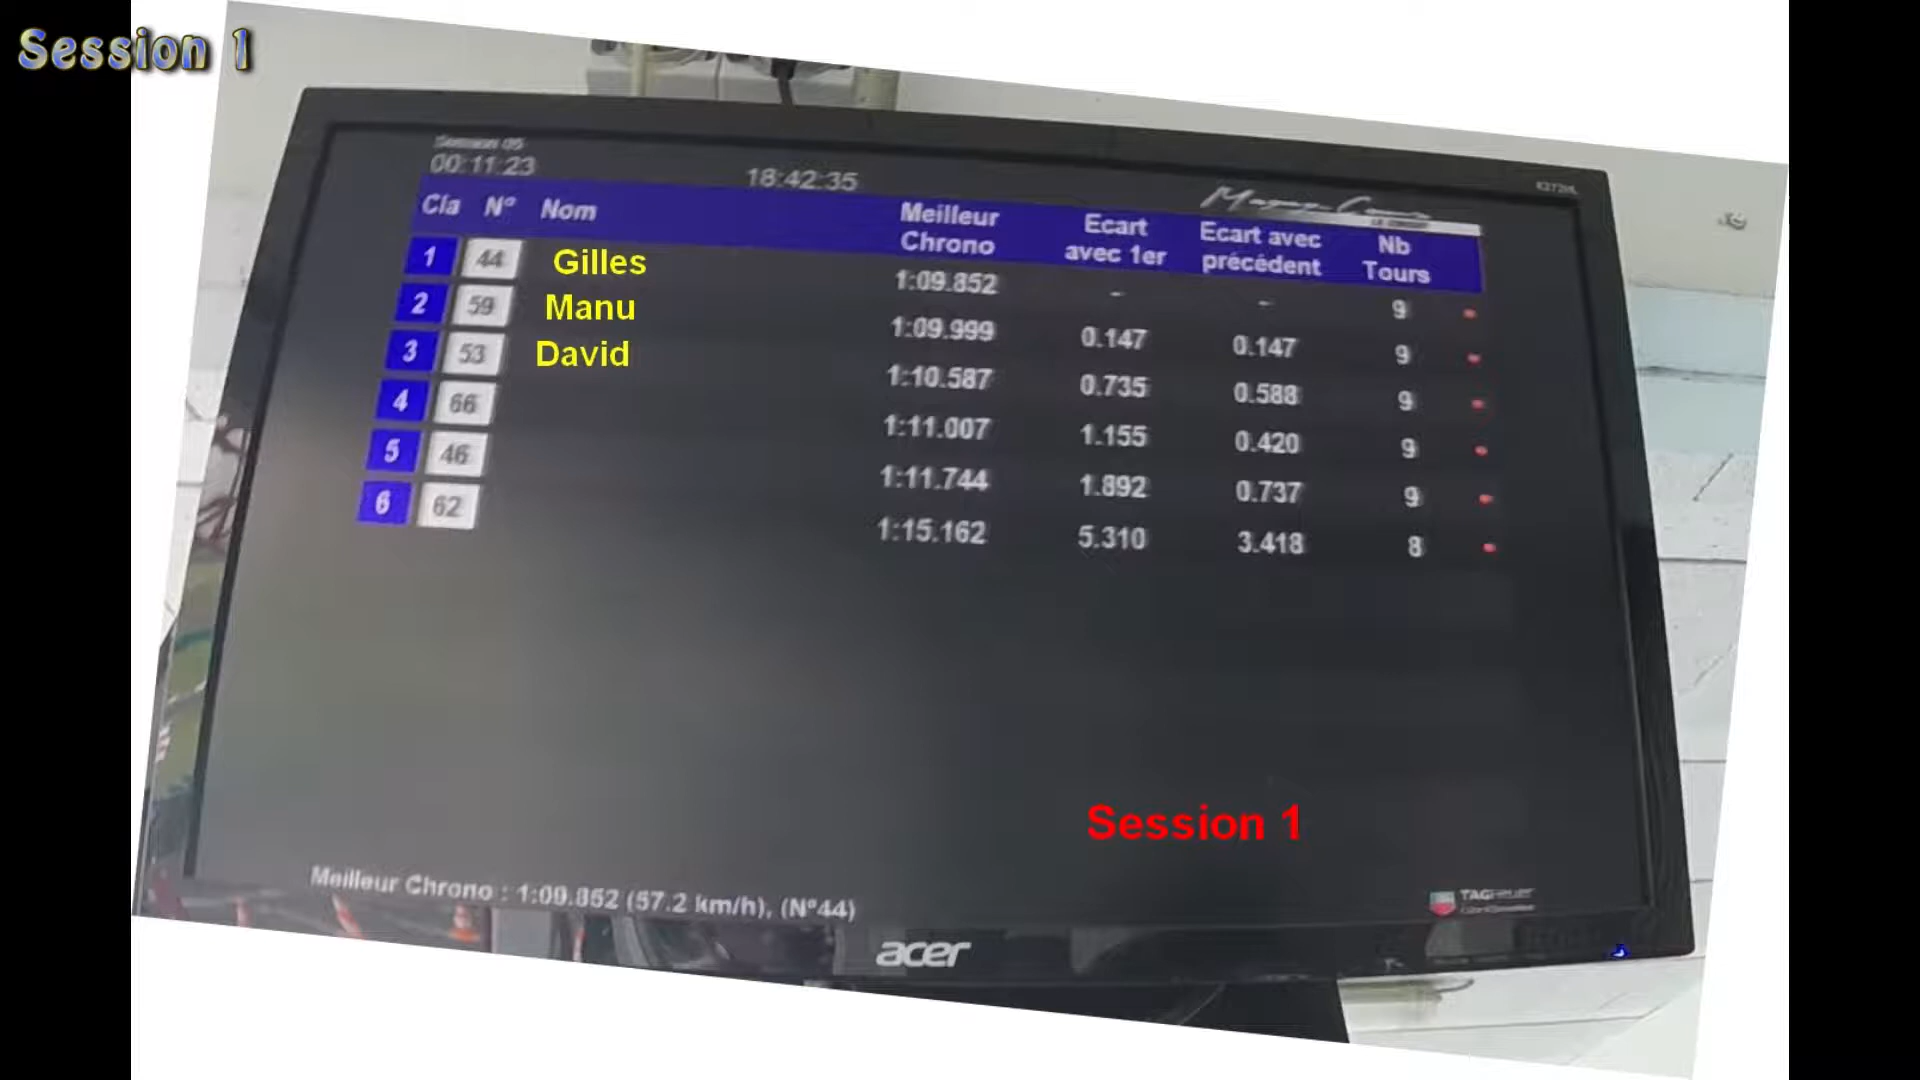 Session 1
Session 05
00:11:23
18:42:35
Cla Nº Nom Meilleur Chrono Ecart avec 1er Ecart avec précédent Nb Tours
1 44 Gilles 1:09.852 - - 9
2 59 Manu 1:09.999 0.147 0.147 9
3 53 David 1:10.587 0.735 0.588 9
4 66 1:11.007 1.155 0.420 9
5 46 1:11.744 1.892 0.737 9
6 62 1:15.162 5.310 3.418 8
Session 1
Meilleur Chrono : 1:09.852 (57.2 km/h), (Nº44)
TAGHeuer
acer